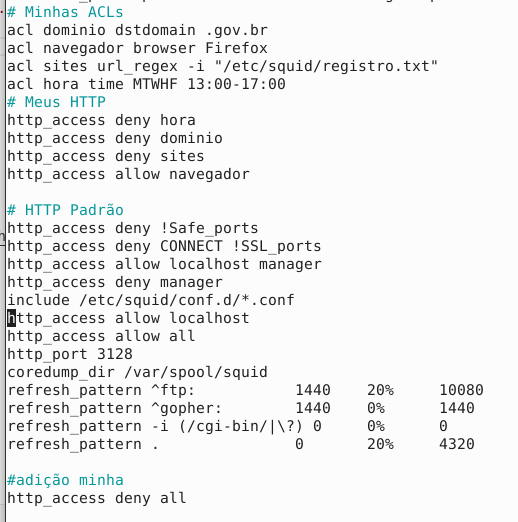 # Minhas ACLs
acl dominio dstdomain .gov.br
acl navegador browser Firefox
acl sites url_regex -i "/etc/squid/registro.txt"
acl hora time MTWHF 13:00-17:00
# Meus HTTP
http_access deny hora
http_access deny dominio
http_access deny sites
http_access allow navegador

# HTTP Padrão
http_access deny !Safe_ports
http_access deny CONNECT !SSL_ports
http_access allow localhost manager
http_access deny manager
include /etc/squid/conf.d/*.conf
http_access allow localhost
http_access allow all
http_port 3128
coredump_dir /var/spool/squid
refresh_pattern ^ftp: 1440 20% 10080
refresh_pattern ^gopher: 1440 0% 1440
refresh_pattern -i (/cgi-bin/|\?) 0 0% 0
refresh_pattern . 0 20% 4320

#adição minha
http_access deny all